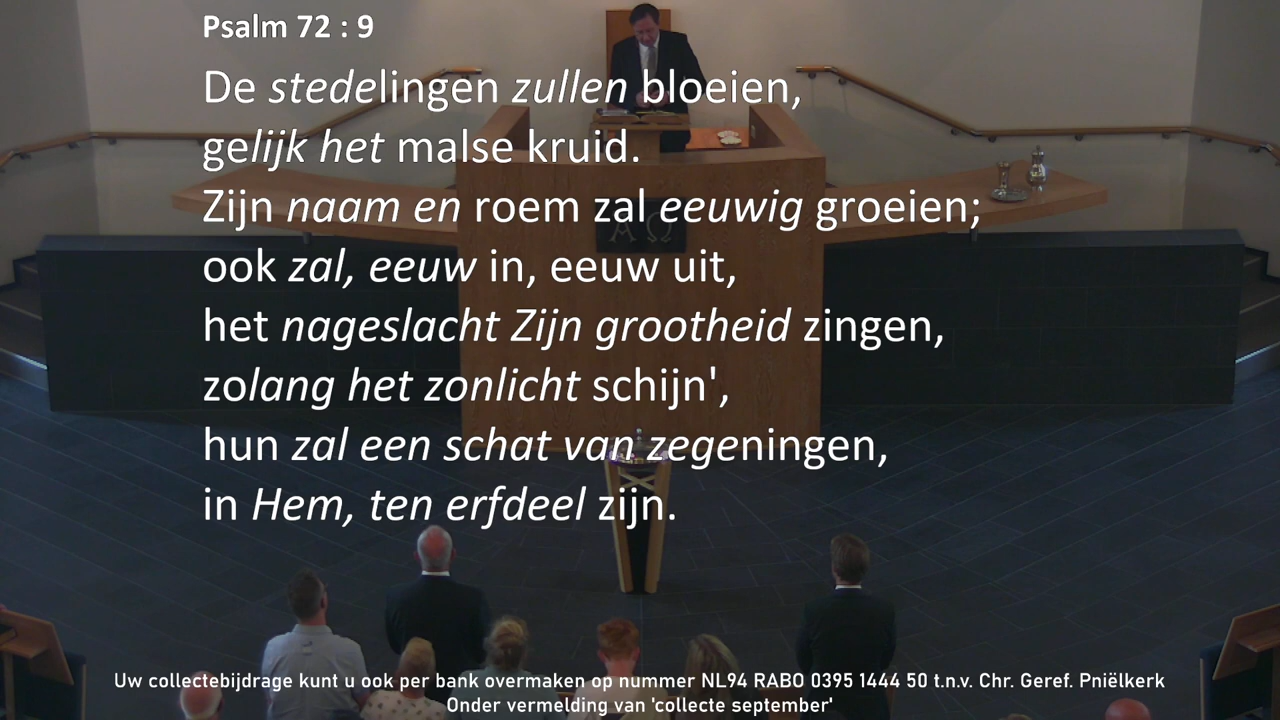 Psalm 72 : 9
De stedelingen zullen bloeien,
gelijk het malse kruid.
Zijn naam en roem zal eeuwig groeien;
ook zal, eeuw in, eeuw uit,
het nageslacht Zijn grootheid zingen,
zolang het zonlicht schijn',
hun zal een schat van zegeningen,
in Hem, ten erfdeel zijn.
ΑΩ
Uw collectebijdrage kunt u ook per bank overmaken op nummer NL94 RABO 0395 1444 50 t.n.v. Chr. Geref. Pniëlkerk
Onder vermelding van 'collecte september'